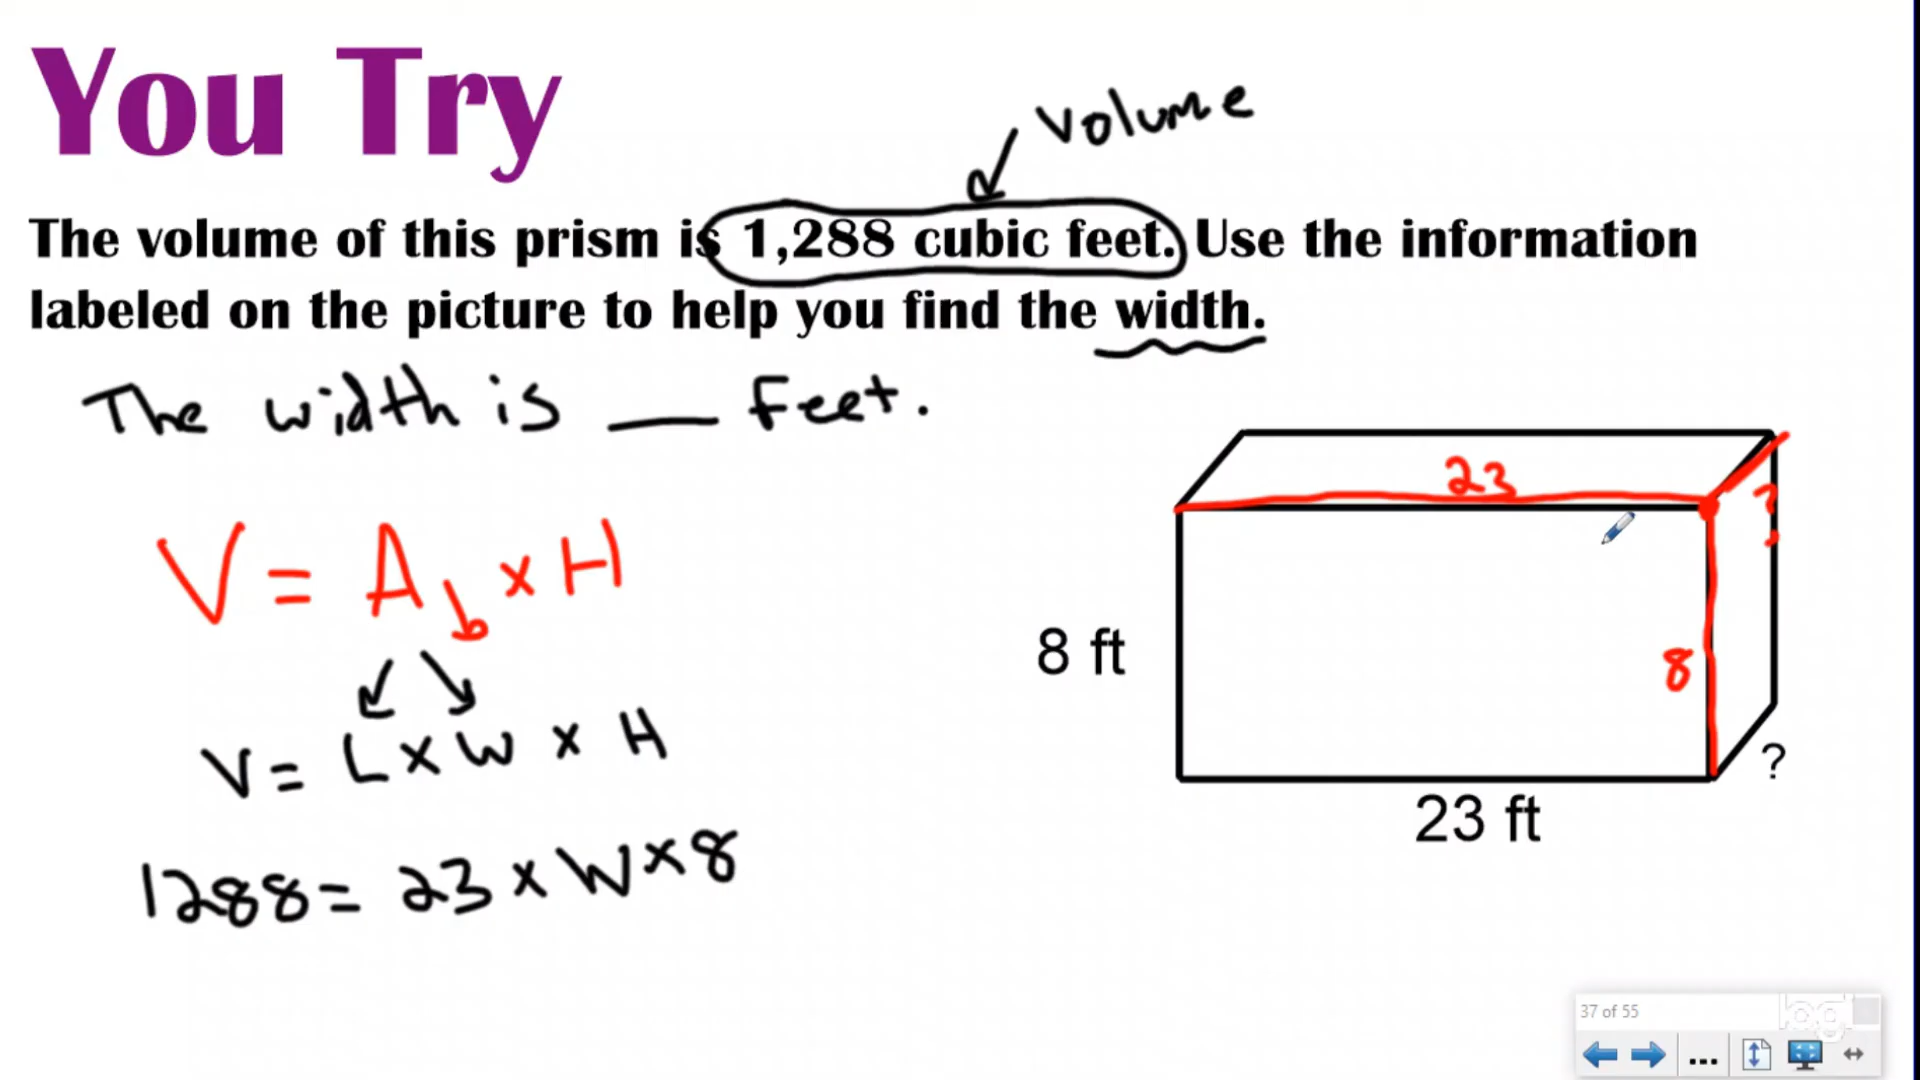 You Try
Volume
The volume of this prism is 1,288 cubic feet. Use the information
labeled on the picture to help you find the width.
The width is ___ feet.
23
?
V = Ab x H
8 ft
8
V = L x W x H
?
23 ft
1288 = 23 x W x 8
37 of 55